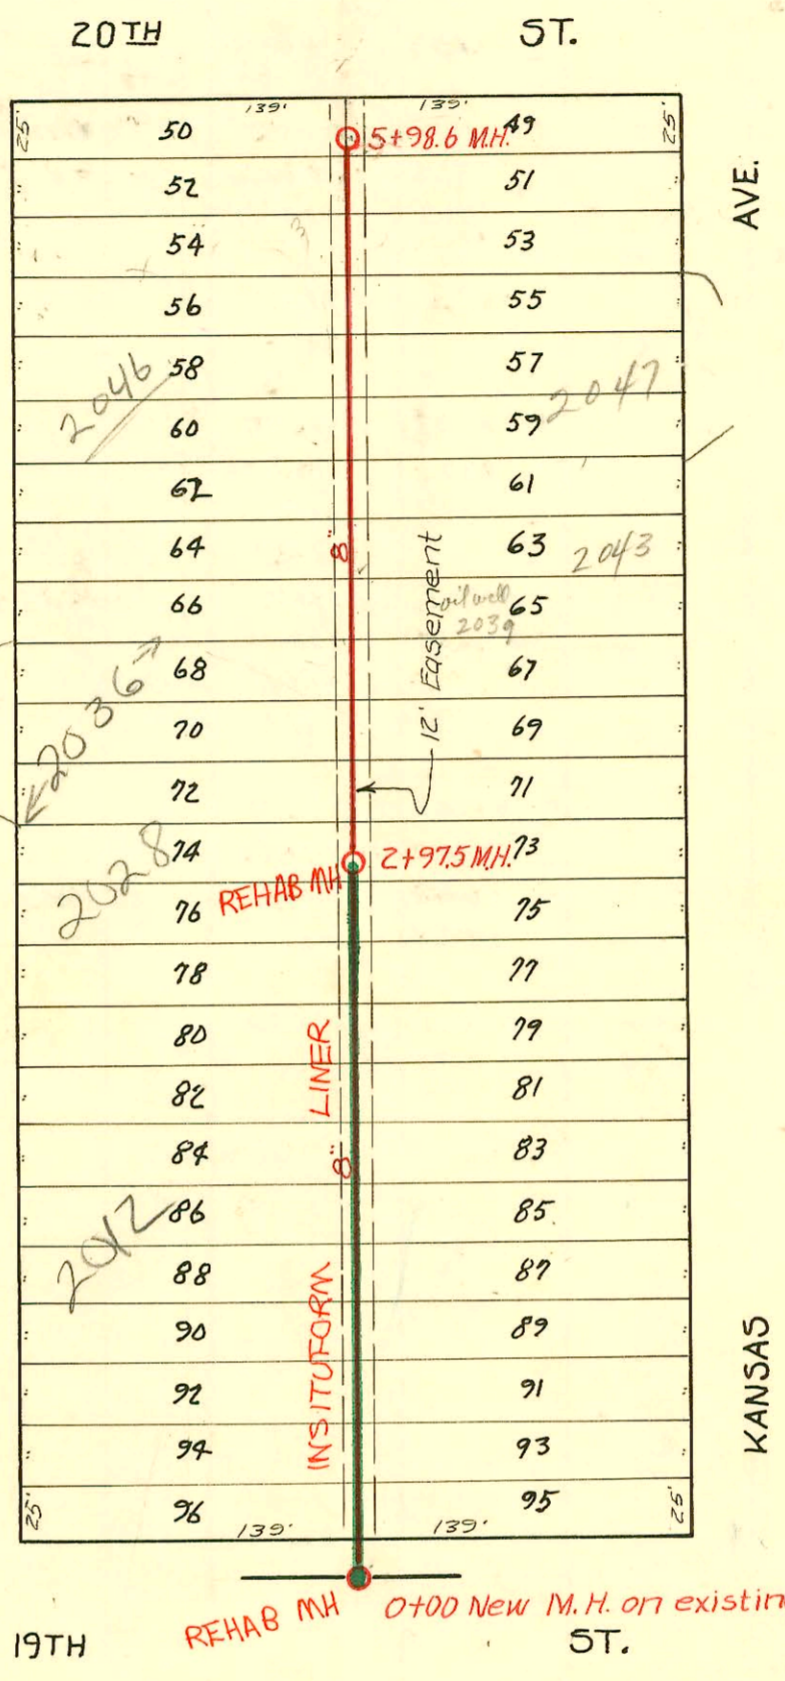 20TH ST.
139' 139'
25' 50 5+98.6 M.H. 49 25'
52 51
54 53
AVE.
56 55
58 57
2046 2047
60 59
62 61
64 8" 63 2043
12' Easement
66 oil well 65
2039
68 67
2036
70 69
72 71
74 2+97.5 M.H. 73
2028
REHAB MH
76 75
78 77
80 79
LINER
82 81
84 8" 83
86 85
2012
88 87
INSITUFORM
90 89
92 91
KANSAS
94 93
96 95
25' 139' 139' 25'
REHAB MH 0+00 New M.H. on existin
19TH ST.